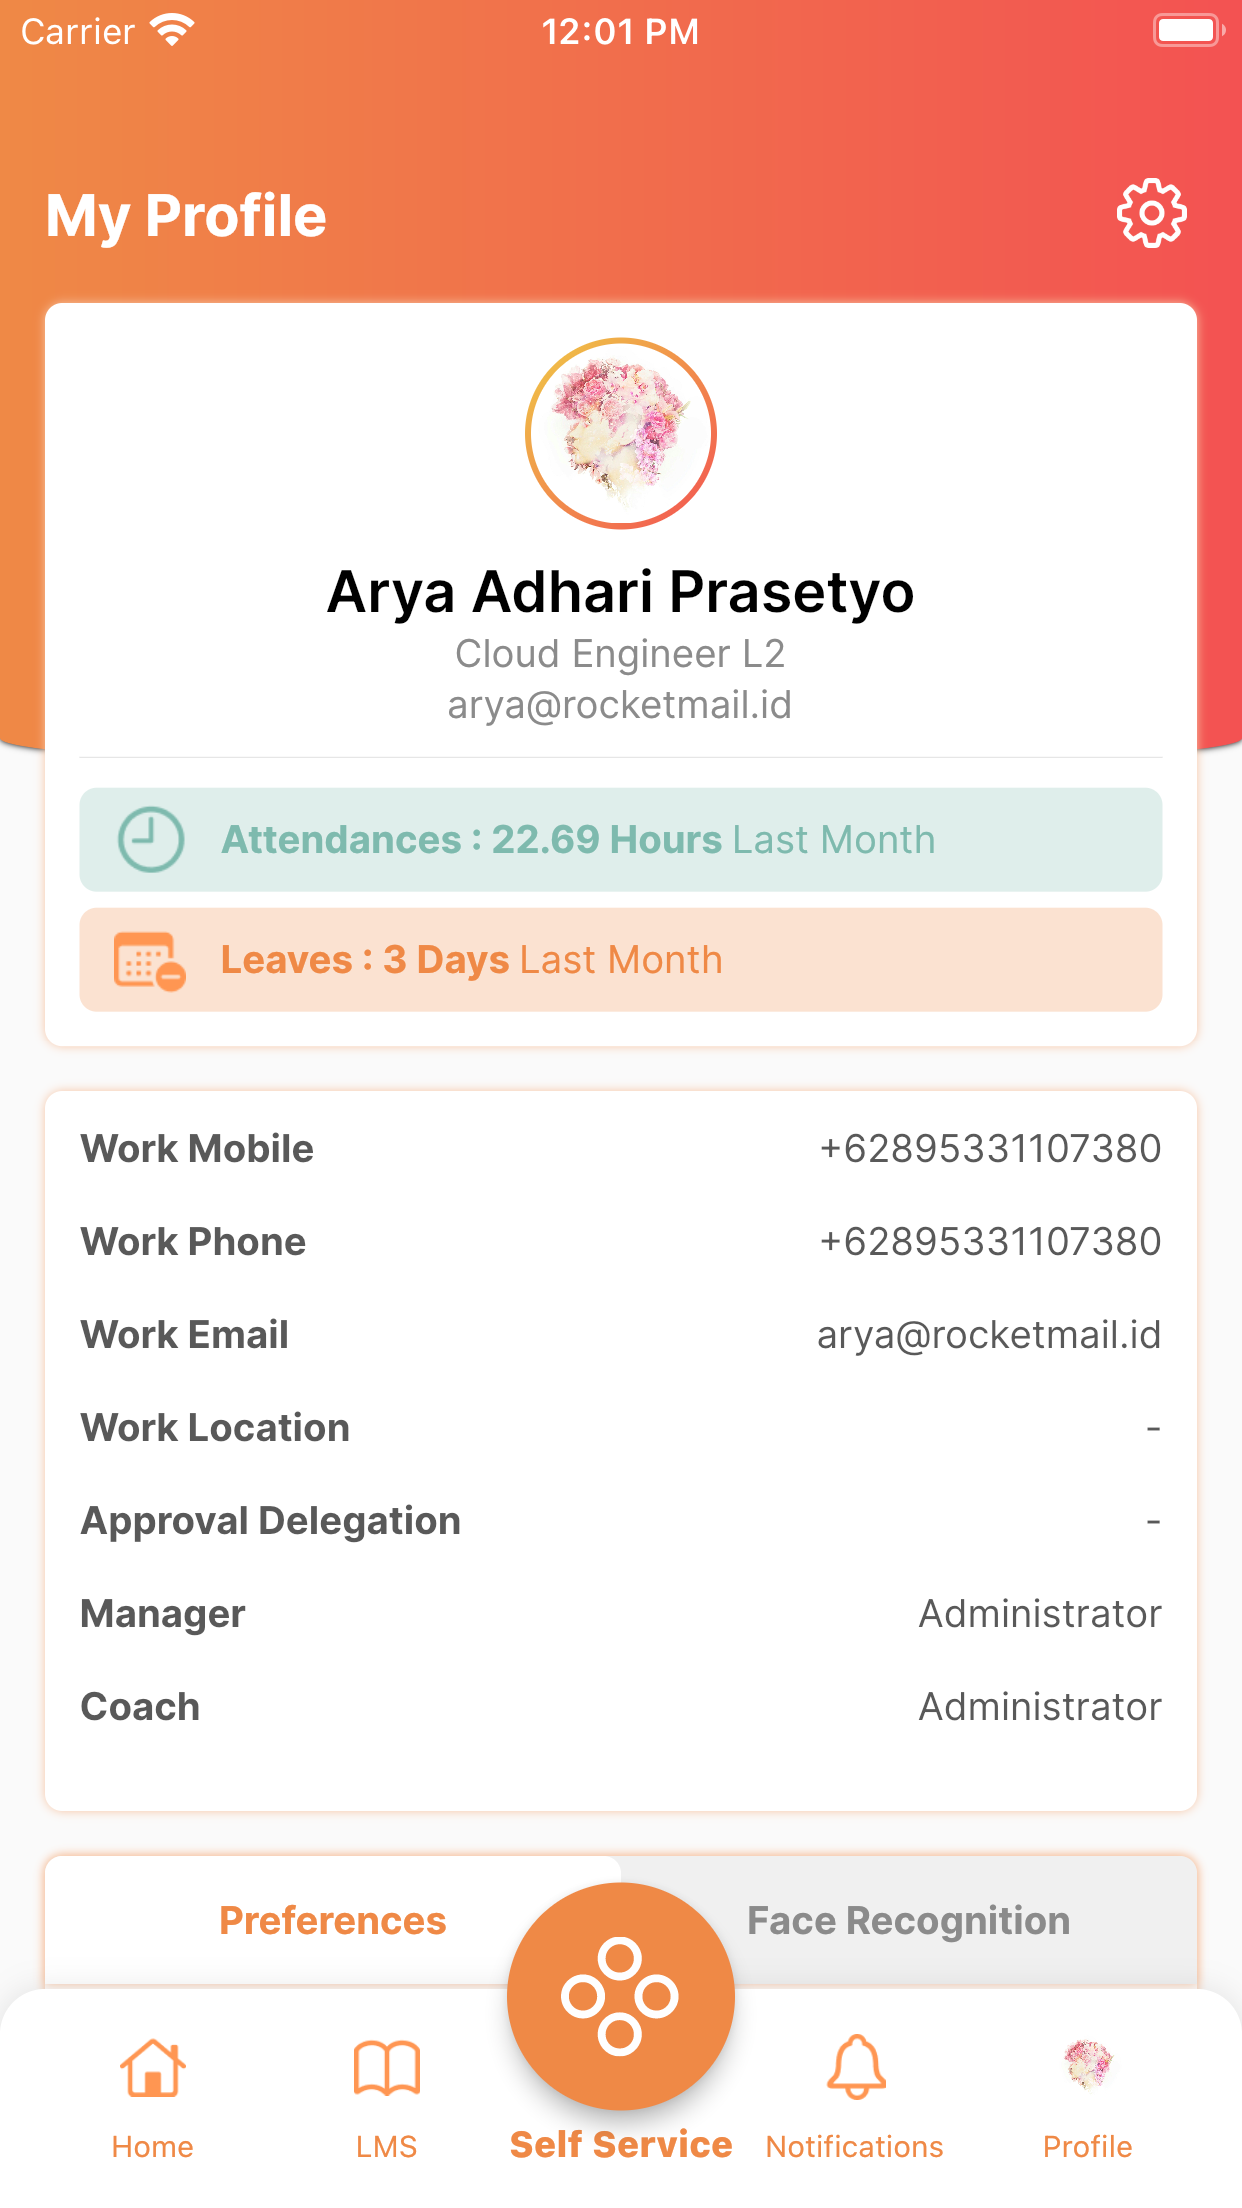 Carrier 12:01 PM
My Profile
Arya Adhari Prasetyo
Cloud Engineer L2
arya@rocketmail.id
Attendances : 22.69 Hours Last Month
Leaves : 3 Days Last Month
Work Mobile +62895331107380
Work Phone +62895331107380
Work Email arya@rocketmail.id
Work Location -
Approval Delegation -
Manager Administrator
Coach Administrator
Preferences Face Recognition
Home LMS Self Service Notifications Profile